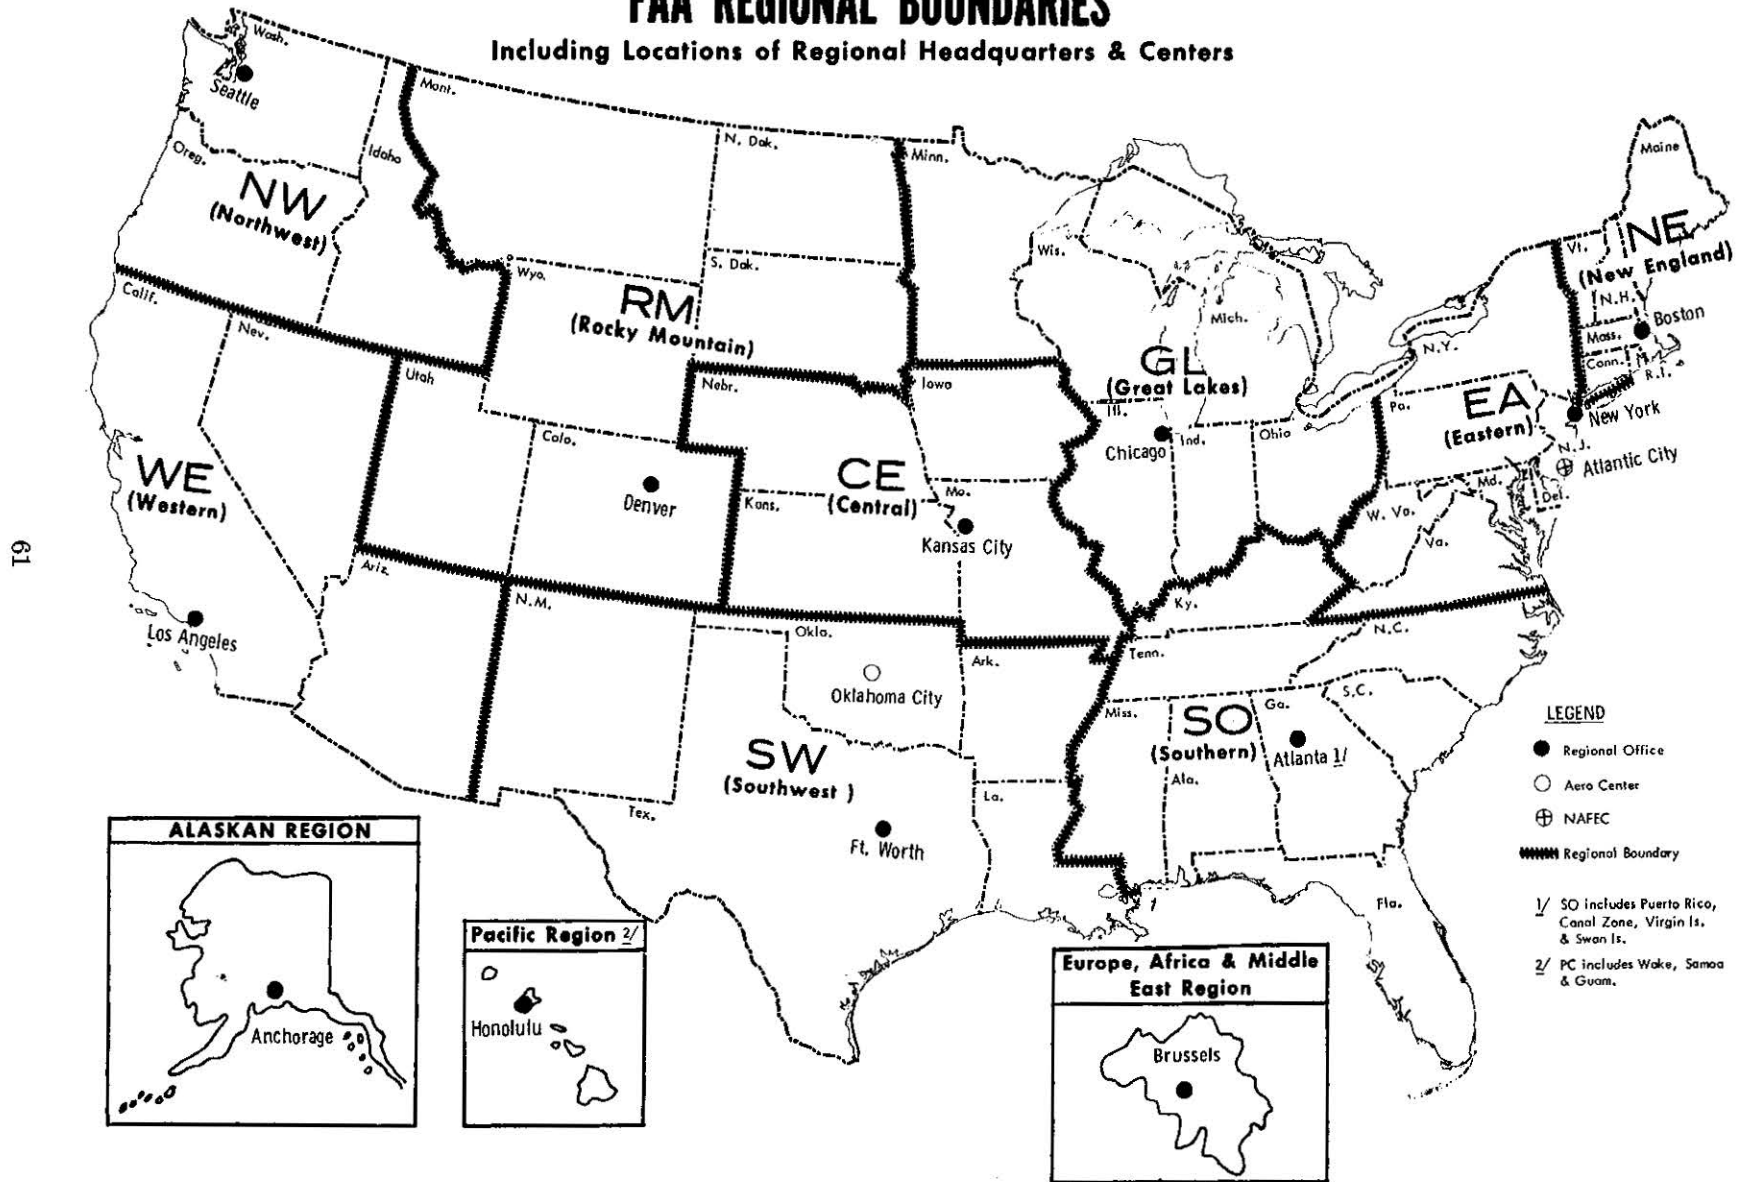 FAA REGIONAL BOUNDARIES
Including Locations of Regional Headquarters & Centers
Wash.
Seattle
Mont.
Idaho
Oreg.
N. Dak.
Minn.
Maine
NW
(Northwest)
Wis.
Vt.
NE
(New England)
Wyo.
S. Dak.
Calif.
Nev.
RM
(Rocky Mountain)
N.H.
Mich.
Boston
Mass.
N.Y.
Conn.
R.I.
Utah
Nebr.
Iowa
GL
(Great Lakes)
Ill.
Pa.
EA
(Eastern)
New York
Colo.
Chicago
Ind.
Ohio
N.J.
Atlantic City
WE
(Western)
CE
(Central)
Denver
Kans.
Mo.
Md.
Del.
W. Va.
Va.
Kansas City
61
Ariz.
N.M.
Ky.
Los Angeles
Okla.
Ark.
Tenn.
N.C.
Oklahoma City
S.C.
Miss.
SO
(Southern)
Ga.
Atlanta 1/
Ala.
SW
(Southwest )
La.
Tex.
Ft. Worth
Fla.
LEGEND
Regional Office
Aero Center
NAFEC
Regional Boundary
1/ SO includes Puerto Rico,
Canal Zone, Virgin Is.
& Swan Is.
2/ PC includes Wake, Samoa
& Guam.
ALASKAN REGION
Anchorage
Pacific Region 2/
Honolulu
Europe, Africa & Middle
East Region
Brussels